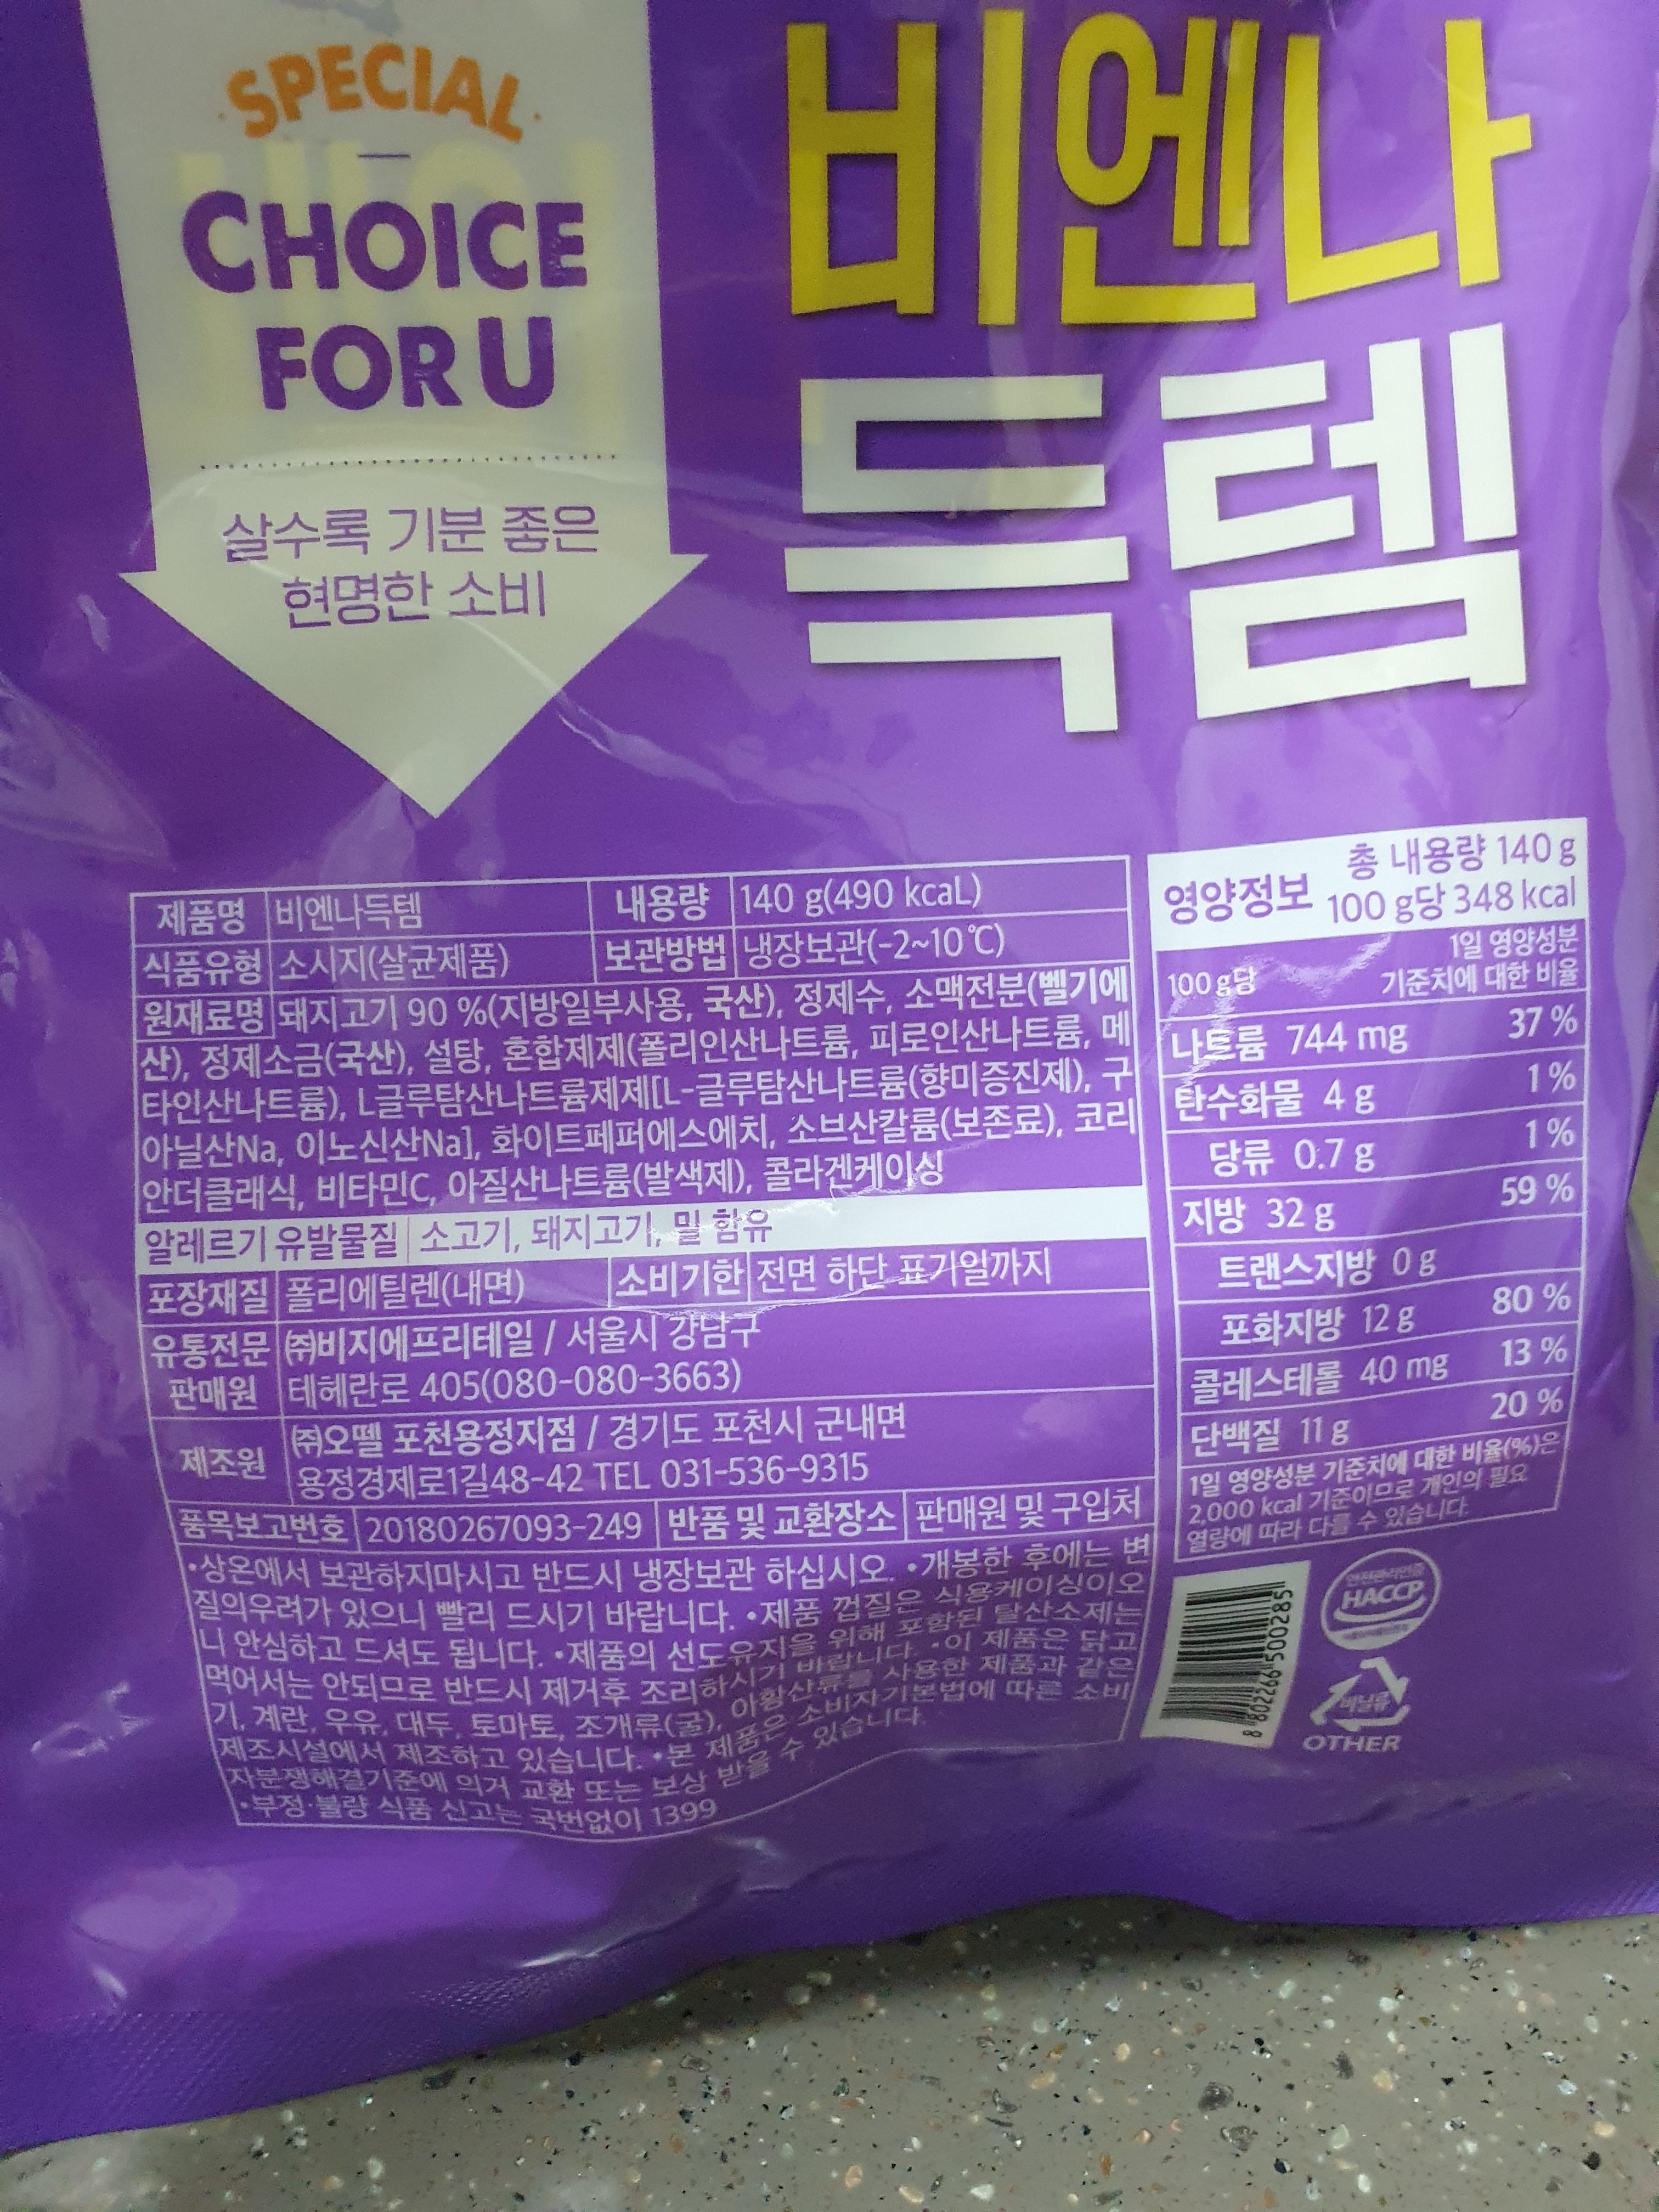 SPECIAL
CHOICE
FOR U
살수록 기분 좋은
현명한 소비
비엔나
득템
제품명 비엔나득템 내용량 140 g(490 kcaL)
식품유형 소시지(살균제품) 보관방법 냉장보관(-2~10℃)
원재료명 돼지고기 90 %(지방일부사용, 국산), 정제수, 소맥전분(벨기에
산), 정제소금(국산), 설탕, 혼합제제(폴리인산나트륨, 피로인산나트륨, 메
타인산나트륨), L글루탐산나트륨제제[L-글루탐산나트륨(향미증진제), 구
아닐산Na, 이노신산Na], 화이트페퍼에스에치, 소브산칼륨(보존료), 코리
안더클래식, 비타민C, 아질산나트륨(발색제), 콜라겐케이싱
알레르기 유발물질 소고기, 돼지고기, 밀 함유
포장재질 폴리에틸렌(내면) 소비기한 전면 하단 표기일까지
유통전문 ㈜비지에프리테일 / 서울시 강남구
판매원 테헤란로 405(080-080-3663)
제조원 ㈜오뗄 포천용정지점 / 경기도 포천시 군내면
용정경제로1길48-42 TEL 031-536-9315
품목보고번호 20180267093-249 반품 및 교환장소 판매원 및 구입처
•상온에서 보관하지마시고 반드시 냉장보관 하십시오. •개봉한 후에는 변
질의우려가 있으니 빨리 드시기 바랍니다. •제품 껍질은 식용케이싱이오
니 안심하고 드셔도 됩니다. •제품의 선도유지을 위해 포함된 탈산소제는
먹어서는 안되므로 반드시 제거후 조리하시기 바랍니다. •이 제품은 닭고
기, 계란, 우유, 대두, 토마토, 조개류(굴), 아황산류를 사용한 제품과 같은
제조시설에서 제조하고 있습니다. •본 제품은 소비자기본법에 따른 소비
자분쟁해결기준에 의거 교환 또는 보상 받을 수 있습니다.
•부정·불량 식품 신고는 국번없이 1399
영양정보 총 내용량 140 g
100 g당 348 kcal
100 g당 1일 영양성분
기준치에 대한 비율
나트륨 744 mg 37 %
탄수화물 4 g 1 %
당류 0.7 g 1 %
지방 32 g 59 %
트랜스지방 0 g
포화지방 12 g 80 %
콜레스테롤 40 mg 13 %
단백질 11 g 20 %
1일 영양성분 기준치에 대한 비율(%)은
2,000 kcal 기준이므로 개인의 필요
열량에 따라 다를 수 있습니다.
8 802266 500285
안전관리인증
HACCP
비닐류
OTHER